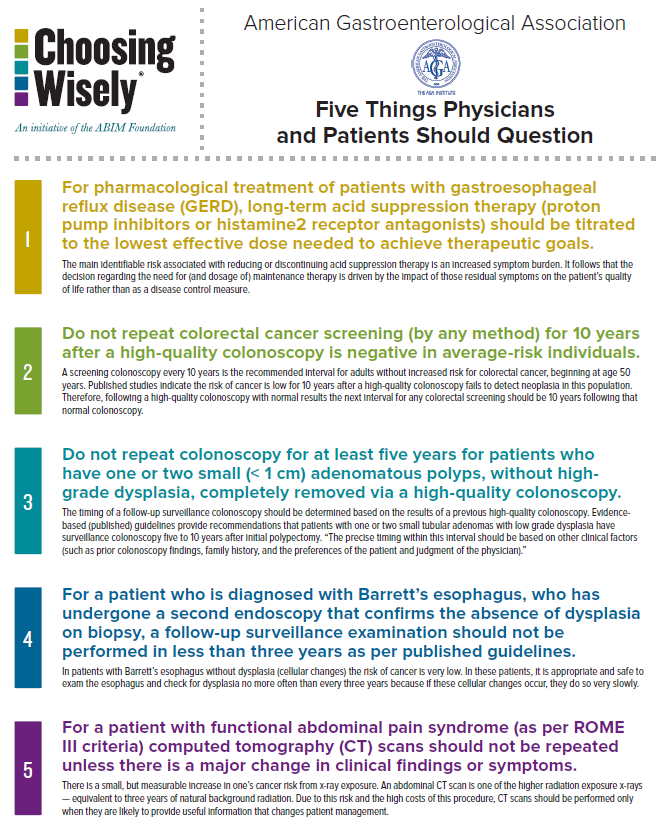 Choosing
Wisely®
An initiative of the ABIM Foundation
American Gastroenterological Association
AGA
THE AGA INSTITUTE
Five Things Physicians
and Patients Should Question
1
For pharmacological treatment of patients with gastroesophageal
reflux disease (GERD), long-term acid suppression therapy (proton
pump inhibitors or histamine2 receptor antagonists) should be titrated
to the lowest effective dose needed to achieve therapeutic goals.
The main identifiable risk associated with reducing or discontinuing acid suppression therapy is an increased symptom burden. It follows that the
decision regarding the need for (and dosage of) maintenance therapy is driven by the impact of those residual symptoms on the patient's quality
of life rather than as a disease control measure.
2
Do not repeat colorectal cancer screening (by any method) for 10 years
after a high-quality colonoscopy is negative in average-risk individuals.
A screening colonoscopy every 10 years is the recommended interval for adults without increased risk for colorectal cancer, beginning at age 50
years. Published studies indicate the risk of cancer is low for 10 years after a high-quality colonoscopy fails to detect neoplasia in this population.
Therefore, following a high-quality colonoscopy with normal results the next interval for any colorectal screening should be 10 years following that
normal colonoscopy.
3
Do not repeat colonoscopy for at least five years for patients who
have one or two small (< 1 cm) adenomatous polyps, without high-
grade dysplasia, completely removed via a high-quality colonoscopy.
The timing of a follow-up surveillance colonoscopy should be determined based on the results of a previous high-quality colonoscopy. Evidence-
based (published) guidelines provide recommendations that patients with one or two small tubular adenomas with low grade dysplasia have
surveillance colonoscopy five to 10 years after initial polypectomy. "The precise timing within this interval should be based on other clinical factors
(such as prior colonoscopy findings, family history, and the preferences of the patient and judgment of the physician)."
4
For a patient who is diagnosed with Barrett's esophagus, who has
undergone a second endoscopy that confirms the absence of dysplasia
on biopsy, a follow-up surveillance examination should not be
performed in less than three years as per published guidelines.
In patients with Barrett's esophagus without dysplasia (cellular changes) the risk of cancer is very low. In these patients, it is appropriate and safe to
exam the esophagus and check for dysplasia no more often than every three years because if these cellular changes occur, they do so very slowly.
5
For a patient with functional abdominal pain syndrome (as per ROME
III criteria) computed tomography (CT) scans should not be repeated
unless there is a major change in clinical findings or symptoms.
There is a small, but measurable increase in one's cancer risk from x-ray exposure. An abdominal CT scan is one of the higher radiation exposure x-rays
— equivalent to three years of natural background radiation. Due to this risk and the high costs of this procedure, CT scans should be performed only
when they are likely to provide useful information that changes patient management.